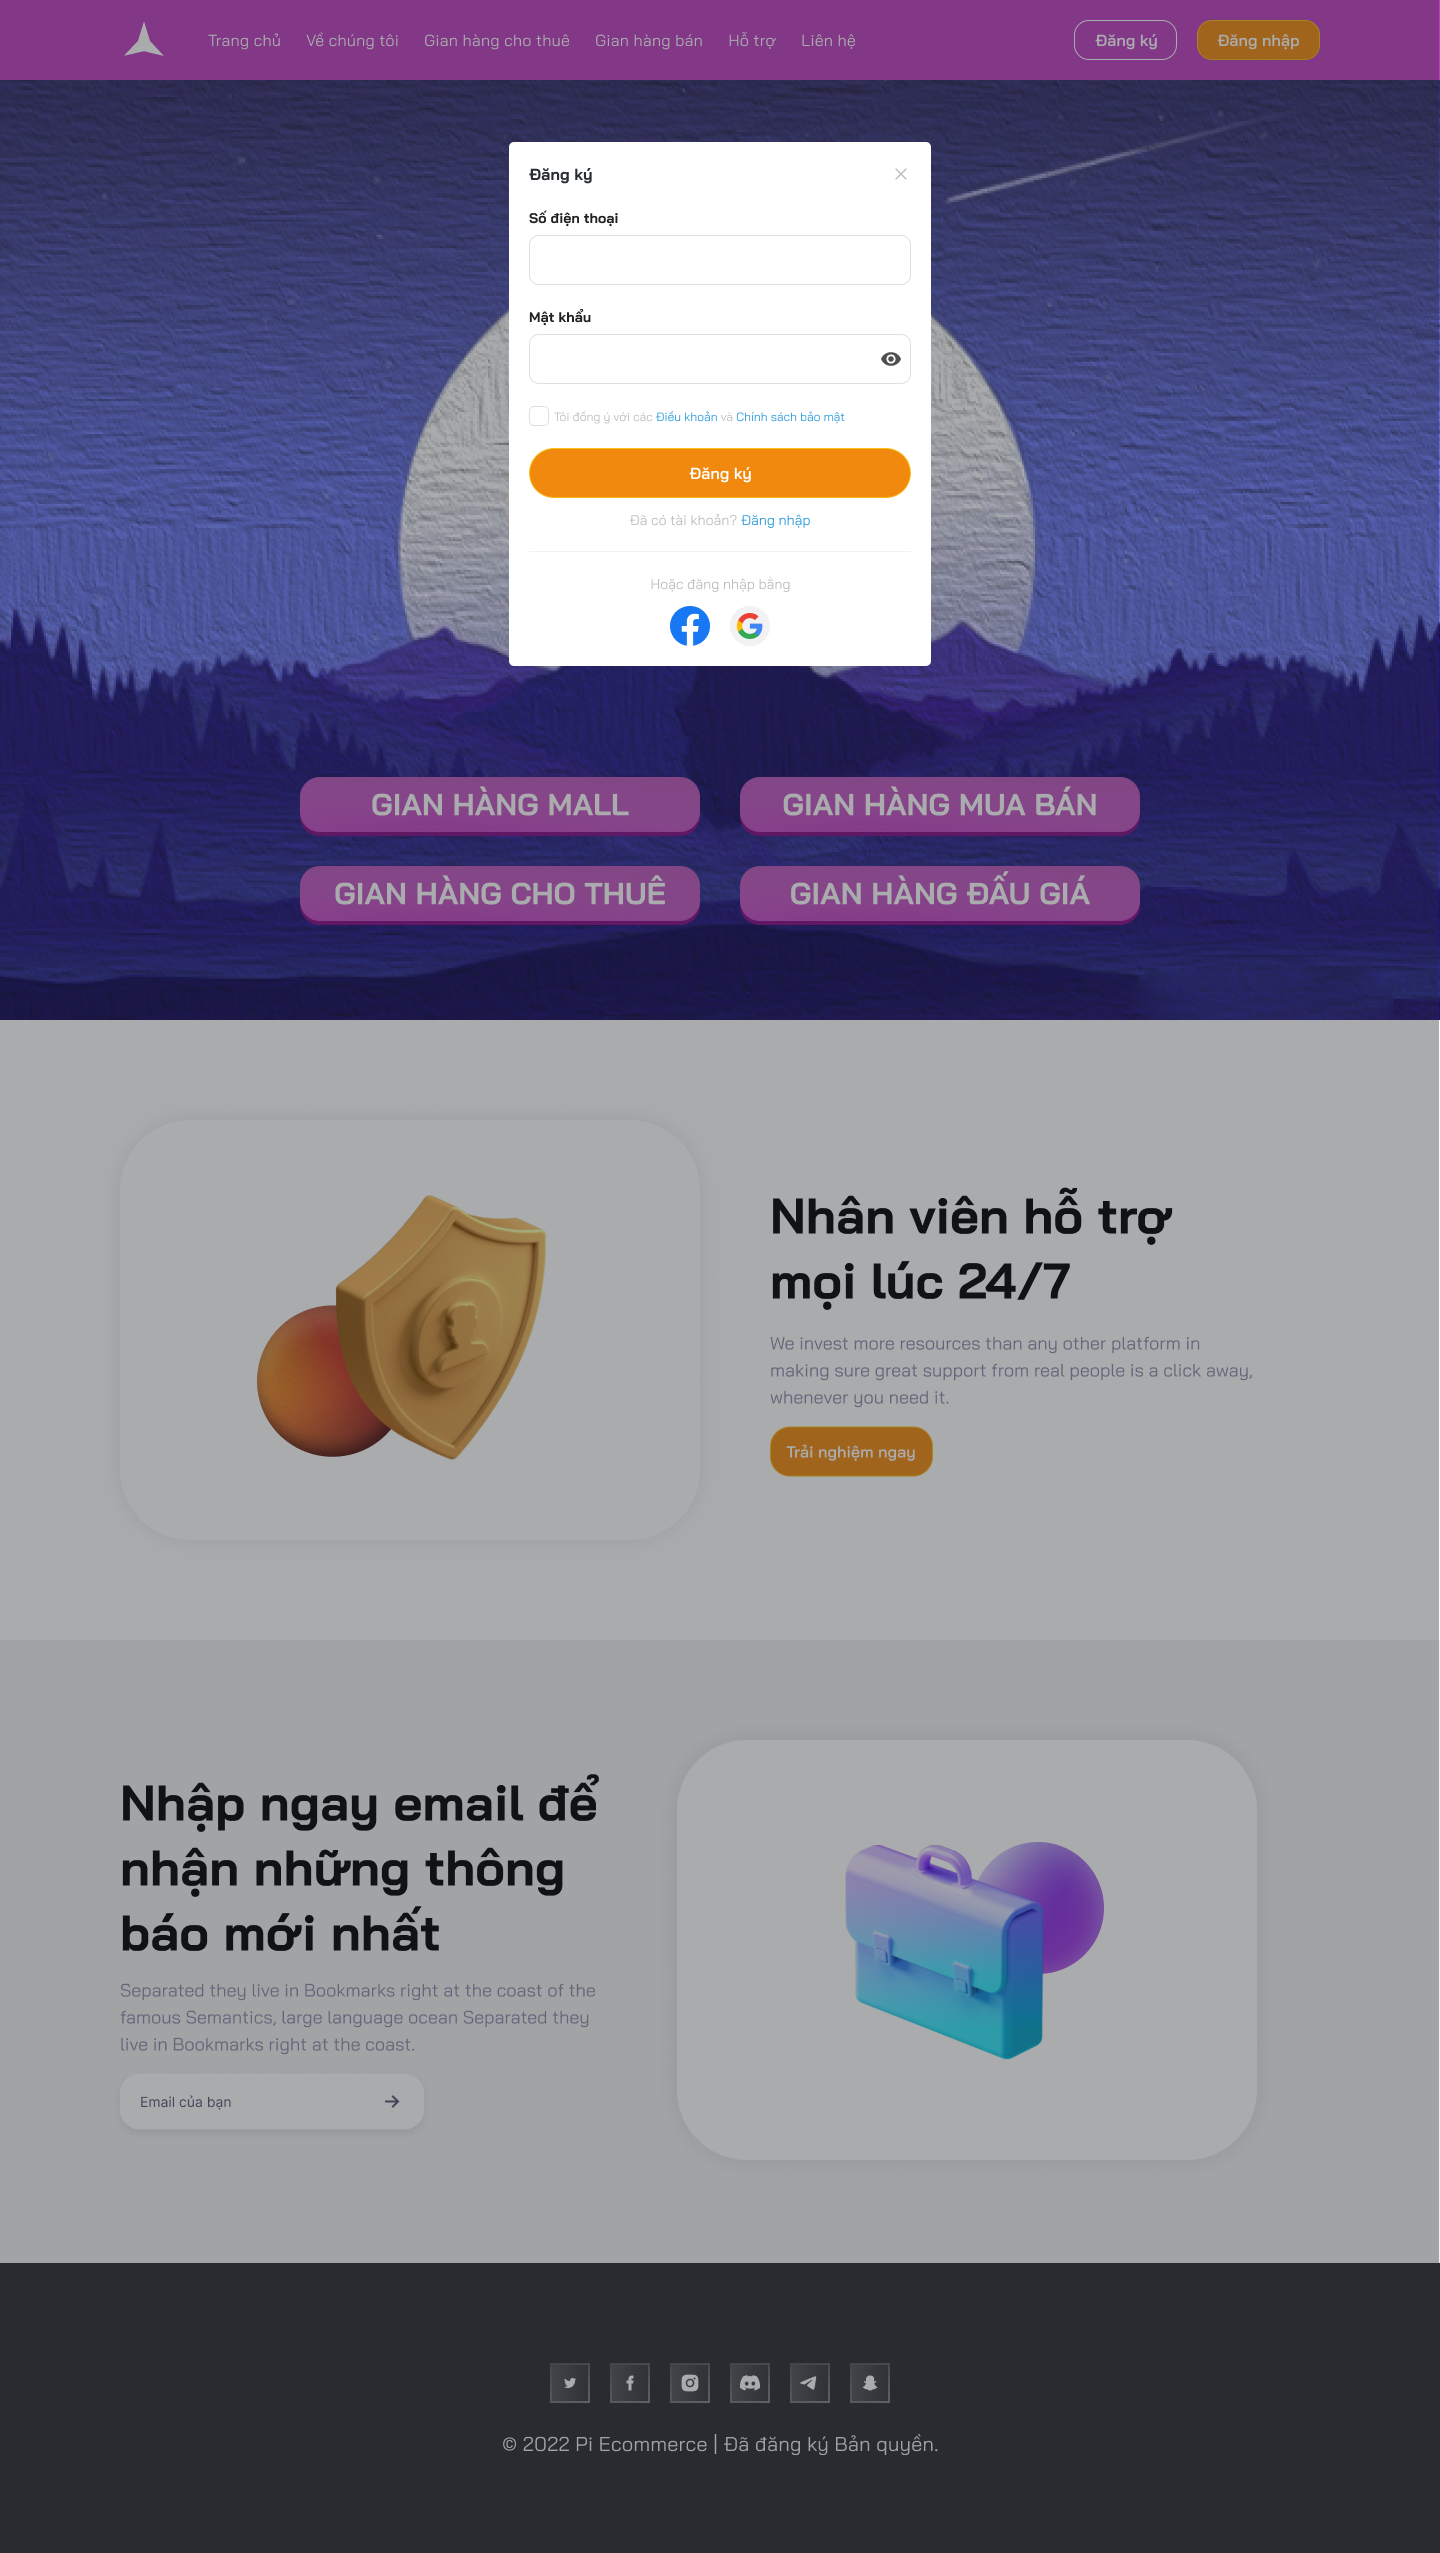 Trang chủ
Về chúng tôi
Gian hàng cho thuê
Gian hàng bán
Hỗ trợ
Liên hệ
Đăng ký
Đăng nhập
Đăng ký
Số điện thoại
Mật khẩu
Tôi đồng ý với các Điều khoản và Chính sách bảo mật
Đăng ký
Đã có tài khoản? Đăng nhập
Hoặc đăng nhập bằng
GIAN HÀNG MALL
GIAN HÀNG MUA BÁN
GIAN HÀNG CHO THUÊ
GIAN HÀNG ĐẤU GIÁ
Nhân viên hỗ trợ
mọi lúc 24/7
We invest more resources than any other platform in
making sure great support from real people is a click away,
whenever you need it.
Trải nghiệm ngay
Nhập ngay email để
nhận những thông
báo mới nhất
Separated they live in Bookmarks right at the coast of the
famous Semantics, large language ocean Separated they
live in Bookmarks right at the coast.
Email của bạn
© 2022 Pi Ecommerce | Đã đăng ký Bản quyền.